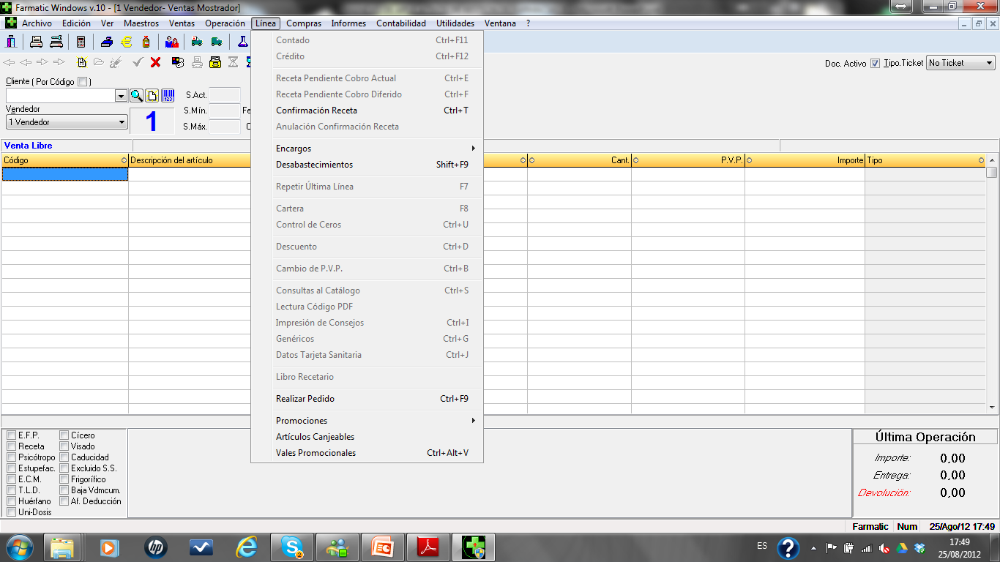 Farmatic Windows v.10 - [1 Vendedor- Ventas Mostrador]
Archivo Edición Ver Maestros Ventas Operación Línea Compras Informes Contabilidad Utilidades Ventana ?
Contado Ctrl+F11
Crédito Ctrl+F12
Receta Pendiente Cobro Actual Ctrl+E
Receta Pendiente Cobro Diferido Ctrl+F
Confirmación Receta Ctrl+T
Anulación Confirmación Receta
Encargos
Desabastecimientos Shift+F9
Repetir Última Línea F7
Cartera F8
Control de Ceros Ctrl+U
Descuento Ctrl+D
Cambio de P.V.P. Ctrl+B
Consultas al Catálogo Ctrl+S
Lectura Código PDF
Impresión de Consejos Ctrl+I
Genéricos Ctrl+G
Datos Tarjeta Sanitaria Ctrl+J
Libro Recetario
Realizar Pedido Ctrl+F9
Promociones
Artículos Canjeables
Vales Promocionales Ctrl+Alt+V
Doc. Activo Tipo.Ticket No Ticket
Cliente ( Por Código )
123
S.Act.
Vendedor
S.Mín. Fe
1 Vendedor
1
S.Máx.
Venta Libre
Código Descripción del artículo Cant. P.V.P. Importe Tipo
E.F.P. Cícero
Receta Visado
Psicótropo Caducidad
Estupefac. Excluido S.S.
E.C.M. Frigorífico
T.L.D. Baja Vdmcum.
Huérfano Af. Deducción
Uni-Dosis
Última Operación
Importe: 0,00
Entrega: 0,00
Devolución: 0,00
Farmatic Num 25/Ago/12 17:49
hp
2
ES
?
17:49
25/08/2012